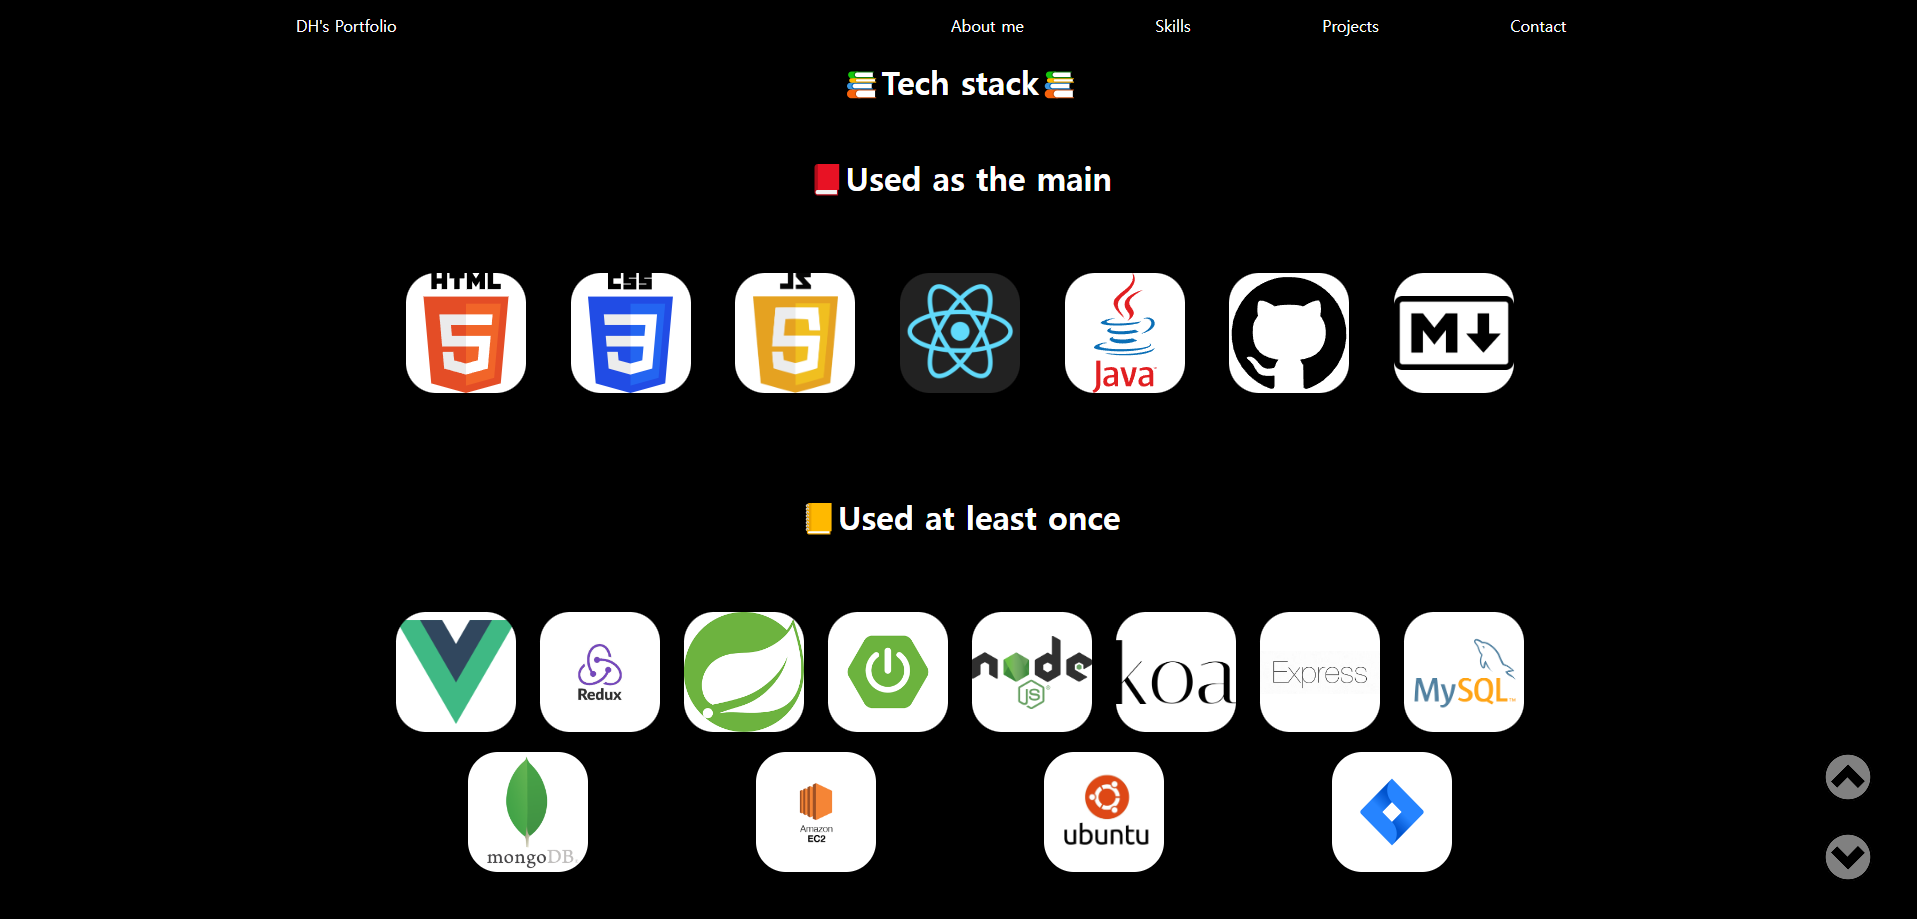 DH's Portfolio About me Skills Projects Contact
Tech stack
Used as the main
HTML CSS JS
5 3 5
Java
M
Used at least once
Redux node JS koa Express MySQL
mongoDB Amazon EC2 ubuntu